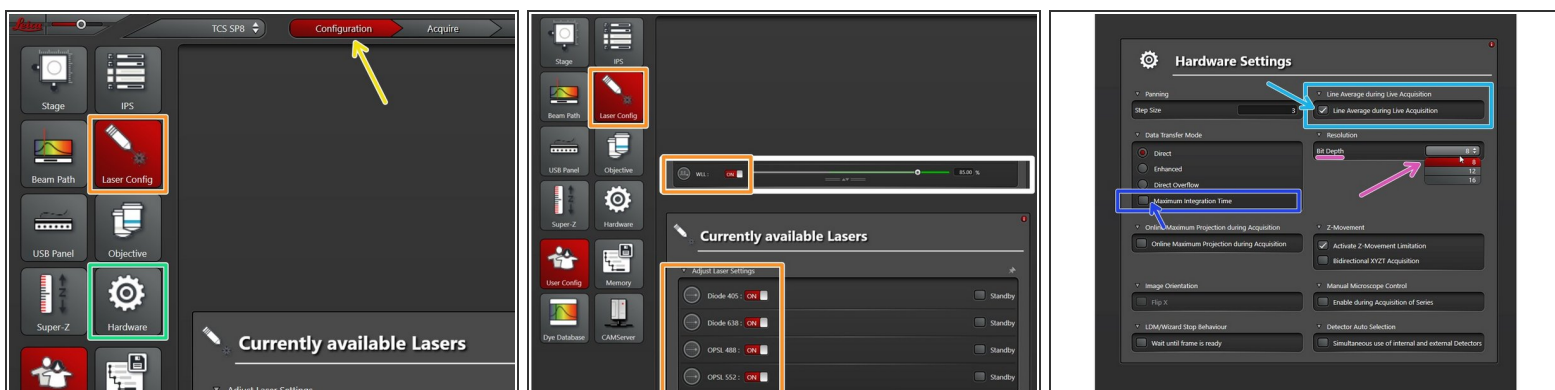 Leica
TCS SP8
Configuration
Acquire
Stage
IPS
Beam Path
Laser Config
USB Panel
Objective
Super-Z
Hardware
Currently available Lasers
Adjust Laser Settings
Stage
IPS
Beam Path
Laser Config
USB Panel
Objective
WLL:
ON
85.00 %
Super-Z
Hardware
User Config
Memory
Dye Database
CAMServer
Currently available Lasers
Adjust Laser Settings
Diode 405 : ON Standby
Diode 638 : ON Standby
OPSL 488 : ON Standby
OPSL 552 : ON Standby
Hardware Settings
Panning
Step Size 3
Line Average during Live Acquisition
Line Average during Live Acquisition
Data Transfer Mode
Direct
Enhanced
Direct Overflow
Maximum Integration Time
Resolution
Bit Depth 8
8
12
16
Online Maximum Projection during Acquisition
Online Maximum Projection during Acquisition
Z-Movement
Activate Z-Movement Limitation
Bidirectional XYZT Acquisition
Image Orientation
Flip X
Manual Microscope Control
Enable during Acquisition of Series
LDM/Wizard Stop Behaviour
Wait until frame is ready
Detector Auto Selection
Simultaneous use of internal and external Detectors